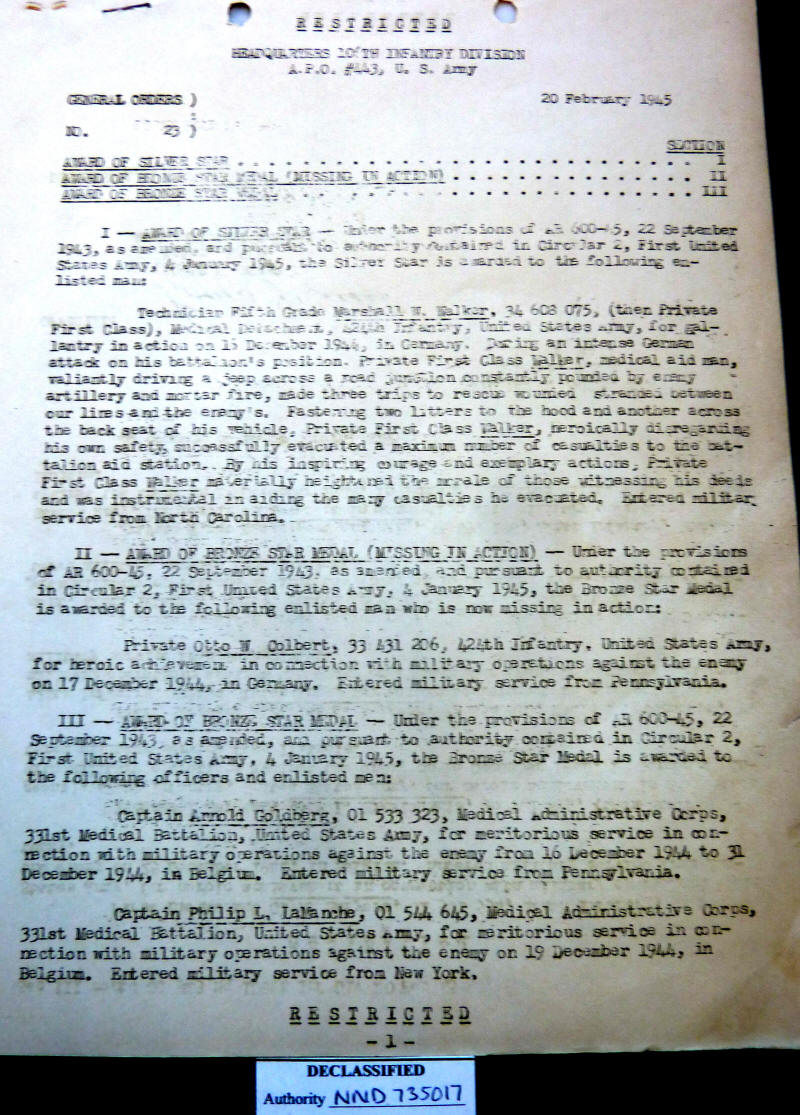 RESTRICTED
HEADQUARTERS 106TH INFANTRY DIVISION
A.P.O. #443, U. S. Army
GENERAL ORDERS )
20 February 1945
NO. 23 )
SECTION
AWARD OF SILVER STAR . . . . . . . . . . . . . . . . . . . . . . . . . . . . . . I
AWARD OF BRONZE STAR MEDAL (MISSING IN ACTION) . . . . . . . . . . . . . . . . II
AWARD OF BRONZE STAR MEDAL . . . . . . . . . . . . . . . . . . . . . . . . . . III
I — AWARD OF SILVER STAR — Under the provisions of AR 600-45, 22 September
1943, as amended, and pursuant to authority contained in Circular 2, First United
States Army, 4 January 1945, the Silver Star is awarded to the following en-
listed man:
Technician Fifth Grade Marshall W. Walker, 34 608 075, (then Private
First Class), Medical Detachment, 424th Infantry, United States Army, for gal-
lantry in action on December 1944, in Germany. During an intense German
attack on his battalion's position. Private First Class Walker, medical aid man,
valiantly driving a jeep across a road junction constantly pounded by enemy
artillery and mortar fire, made three trips to rescue wounded stranded between
our lines and the enemy's. Fastening two litters to the hood and another across
the back seat of his vehicle, Private First Class Walker, heroically disregarding
his own safety, successfully evacuated a maximum number of casualties to the bat-
talion aid station. By his inspiring courage and exemplary actions, Private
First Class Walker materially heightened the morale of those witnessing his deeds
and was instrumental in aiding the many casualties he evacuated. Entered militar
service from North Carolina.
II — AWARD OF BRONZE STAR MEDAL (MISSING IN ACTION) — Under the provisions
of AR 600-45, 22 September 1943, as amended, and pursuant to authority contained
in Circular 2, First United States Army, 4 January 1945, the Bronze Star Medal
is awarded to the following enlisted man who is now missing in action:
Private Otto W. Colbert, 33 431 206, 424th Infantry, United States Army,
for heroic achievement in connection with military operations against the enemy
on 17 December 1944, in Germany. Entered military service from Pennsylvania.
III — AWARD OF BRONZE STAR MEDAL — Under the provisions of AR 600-45, 22
September 1943, as amended, and pursuant to authority contained in Circular 2,
First United States Army, 4 January 1945, the Bronze Star Medal is awarded to
the following officers and enlisted men:
Captain Arnold Goldberg, O1 533 323, Medical Administrative Corps,
331st Medical Battalion, United States Army, for meritorious service in con-
nection with military operations against the enemy from 16 December 1944 to 31
December 1944, in Belgium. Entered military service from Pennsylvania.
Captain Philip L. LaManche, O1 544 645, Medical Administrative Corps,
331st Medical Battalion, United States Army, for meritorious service in con-
nection with military operations against the enemy on 19 December 1944, in
Belgium. Entered military service from New York.
RESTRICTED
-1-
DECLASSIFIED
Authority NND 735017